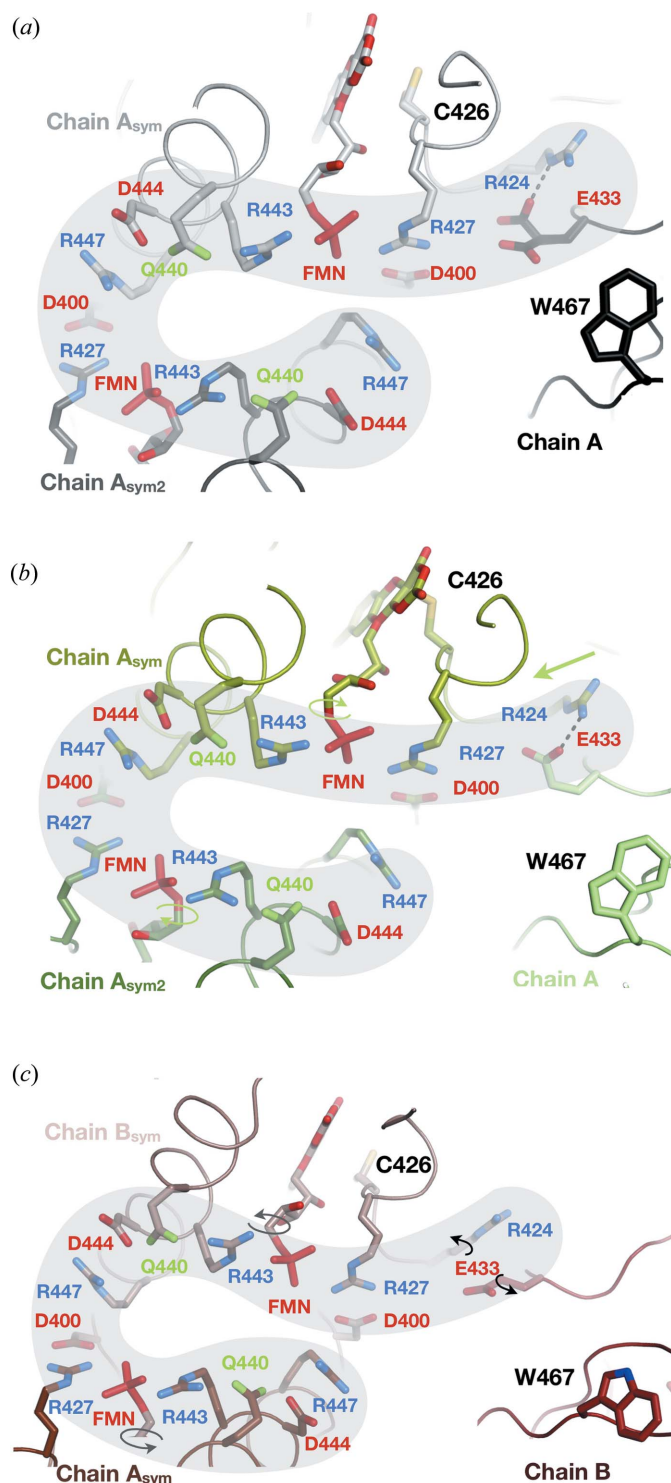 (a)
C426
Chain Asym
D444
R443
R424
E433
R447
Q440
R427
FMN
D400
D400
W467
R427
R443
Q440
R447
FMN
D444
Chain A
Chain Asym2
(b)
C426
Chain Asym
D444
R443
R424
E433
R447
Q440
R427
FMN
D400
D400
R427
W467
FMN
R443
Q440
R447
D444
Chain A
Chain Asym2
(c)
Chain Bsym
C426
R424
D444
Q440
R443
E433
R447
R427
FMN
D400
D400
Q440
W467
R427
FMN
R443
R447
D444
Chain B
Chain Asym